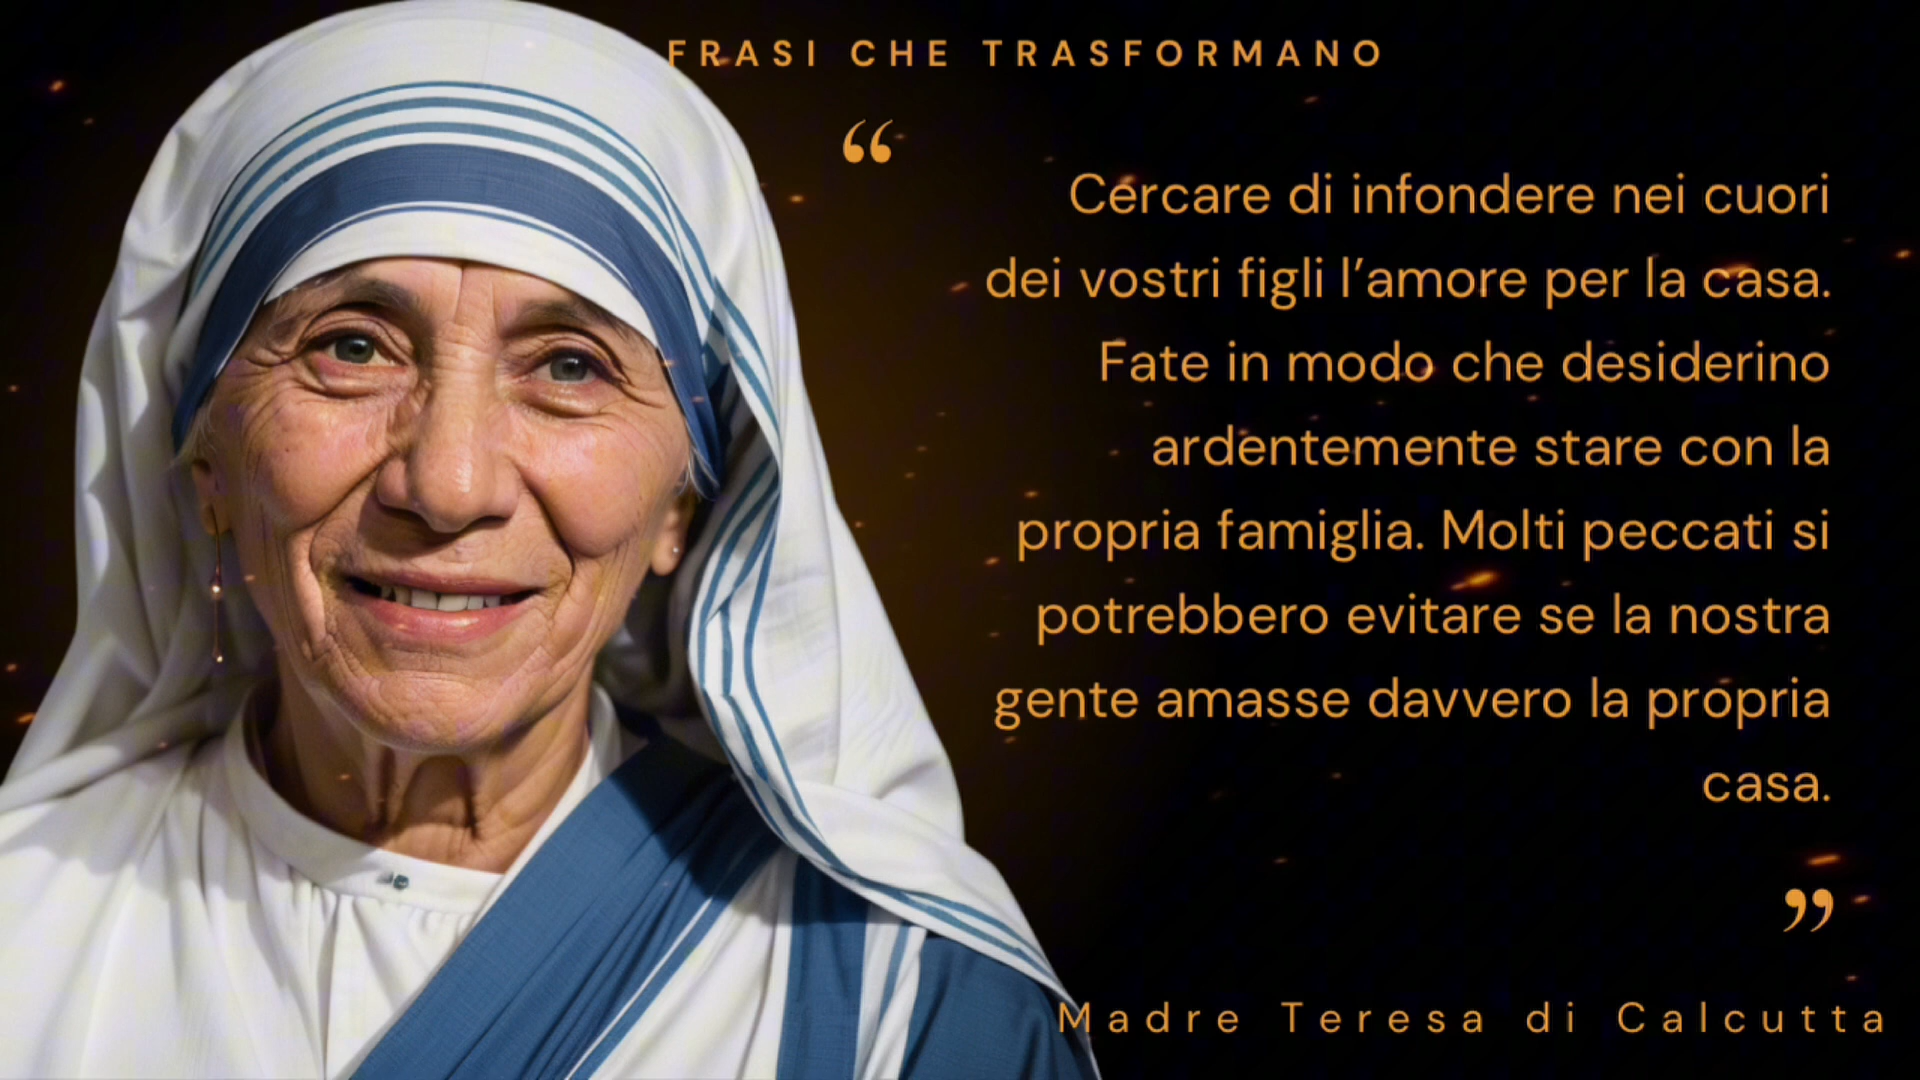 FRASI CHE TRASFORMANO
“
Cercare di infondere nei cuori
dei vostri figli l’amore per la casa.
Fate in modo che desiderino
ardentemente stare con la
propria famiglia. Molti peccati si
potrebbero evitare se la nostra
gente amasse davvero la propria
casa.
”
Madre Teresa di Calcutta